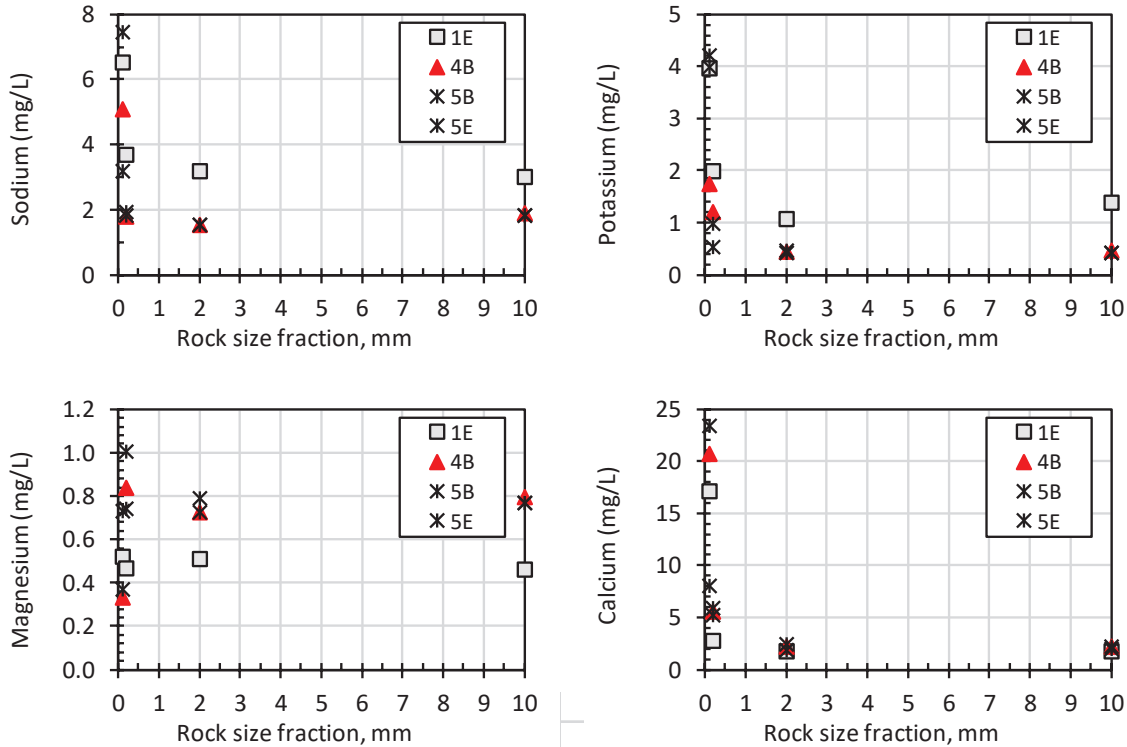 Sodium (mg/L)
8
6
4
2
0
0 1 2 3 4 5 6 7 8 9 10
Rock size fraction, mm
1E
4B
5B
5E
Potassium (mg/L)
5
4
3
2
1
0
0 1 2 3 4 5 6 7 8 9 10
Rock size fraction, mm
1E
4B
5B
5E
Magnesium (mg/L)
1.2
1.0
0.8
0.6
0.4
0.2
0.0
0 1 2 3 4 5 6 7 8 9 10
Rock size fraction, mm
1E
4B
5B
5E
Calcium (mg/L)
25
20
15
10
5
0
0 1 2 3 4 5 6 7 8 9 10
Rock size fraction, mm
1E
4B
5B
5E